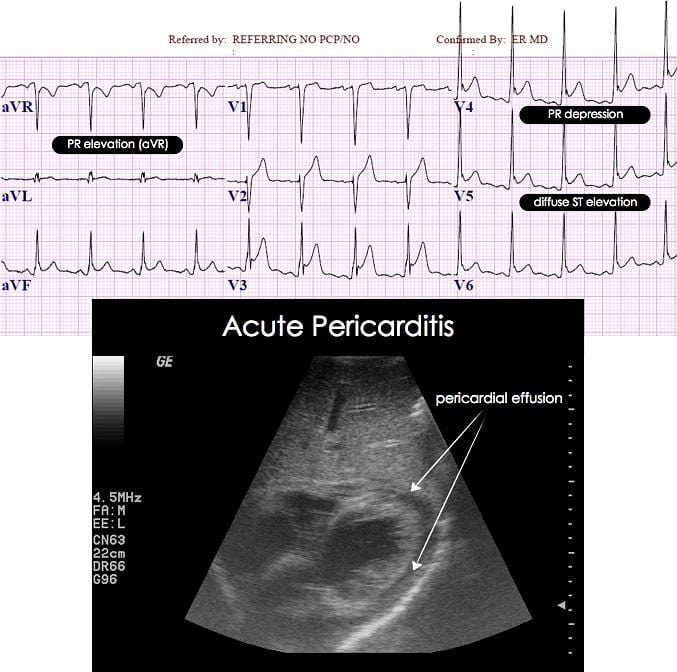 Referred by: REFERRING NO PCP/NO
:
Confirmed By: ER MD
:
aVR
V1
V4
PR elevation (aVR)
PR depression
aVL
V2
V5
diffuse ST elevation
aVF
V3
V6
Acute Pericarditis
GE
pericardial effusion
4.5MHz
FA:M
EE:L
CN63
22cm
DR66
G96